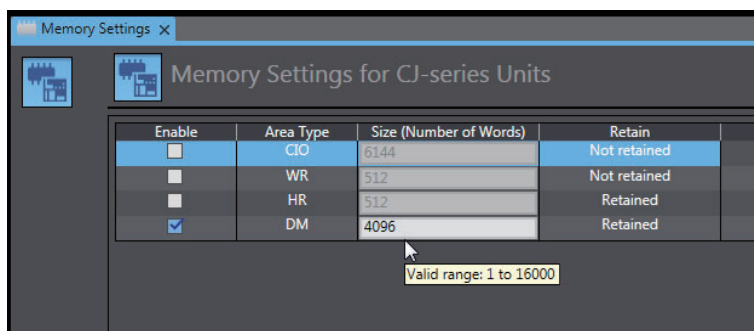 Memory Settings
Memory Settings for CJ-series Units
Enable Area Type Size (Number of Words) Retain
CIO 6144 Not retained
WR 512 Not retained
HR 512 Retained
DM 4096 Retained
Valid range: 1 to 16000